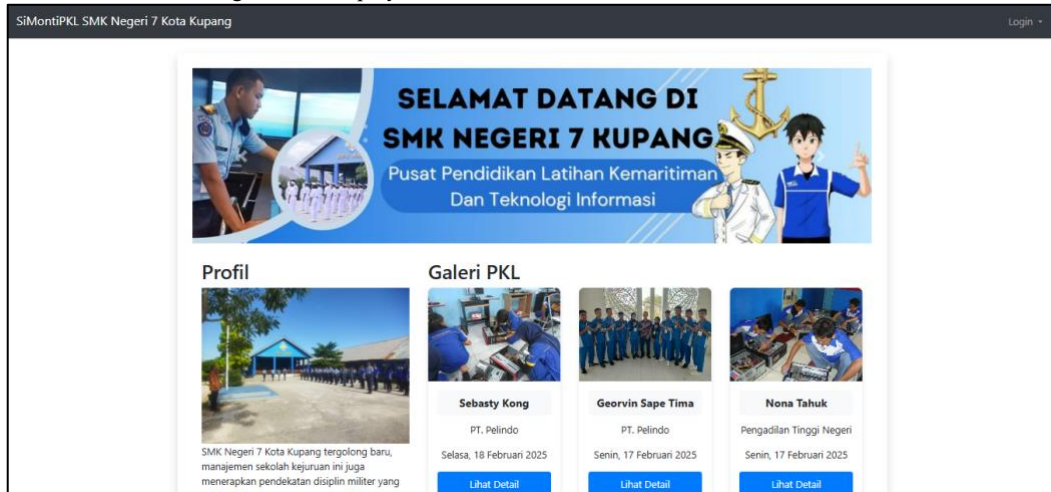 SiMontiPKL SMK Negeri 7 Kota Kupang
Login
SELAMAT DATANG DI
SMK NEGERI 7 KUPANG
Pusat Pendidikan Latihan Kemaritiman
Dan Teknologi Informasi
Profil
SMK Negeri 7 Kota Kupang tergolong baru,
manajemen sekolah kejuruan ini juga
menerapkan pendekatan disiplin militer yang
Galeri PKL
Sebasty Kong
PT. Pelindo
Selasa, 18 Februari 2025
Lihat Detail
Georvin Sape Tima
PT. Pelindo
Senin, 17 Februari 2025
Lihat Detail
Nona Tahuk
Pengadilan Tinggi Negeri
Senin, 17 Februari 2025
Lihat Detail